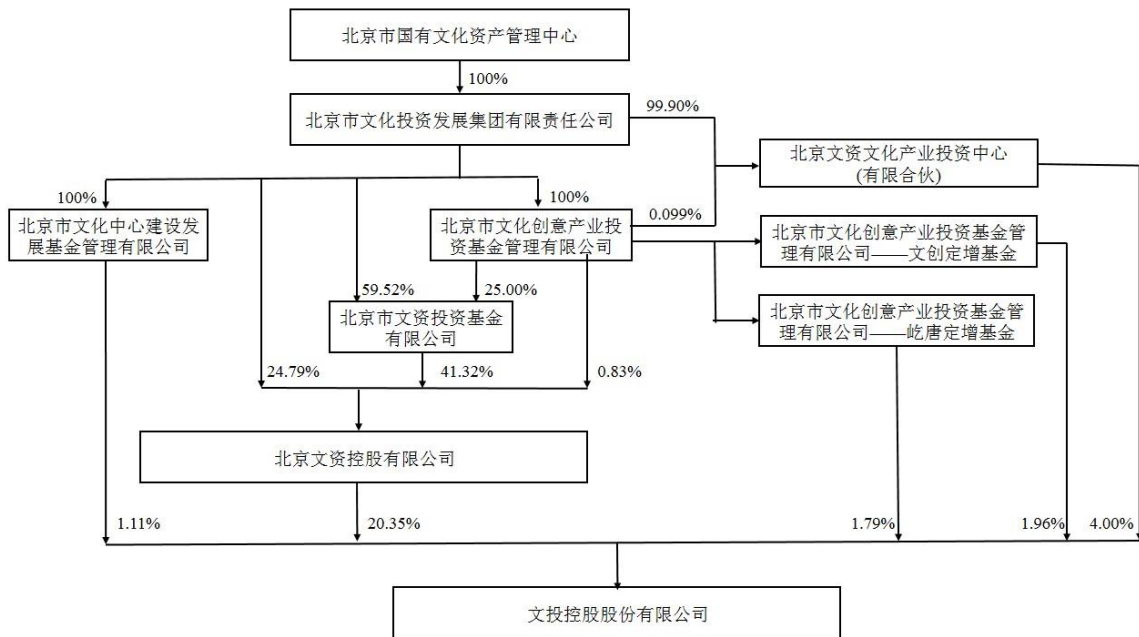 北京市国有文化资产管理中心
100%
北京市文化投资发展集团有限责任公司
99.90%
北京文资文化产业投资中心
(有限合伙)
100%
100%
北京市文化中心建设发
展基金管理有限公司
北京市文化创意产业投
资基金管理有限公司
0.099%
北京市文化创意产业投资基金管
理有限公司——文创定增基金
59.52%
25.00%
北京市文资投资基金
有限公司
北京市文化创意产业投资基金管
理有限公司——屹唐定增基金
24.79%
41.32%
0.83%
北京文资控股有限公司
1.11%
20.35%
1.79%
1.96%
4.00%
文投控股股份有限公司